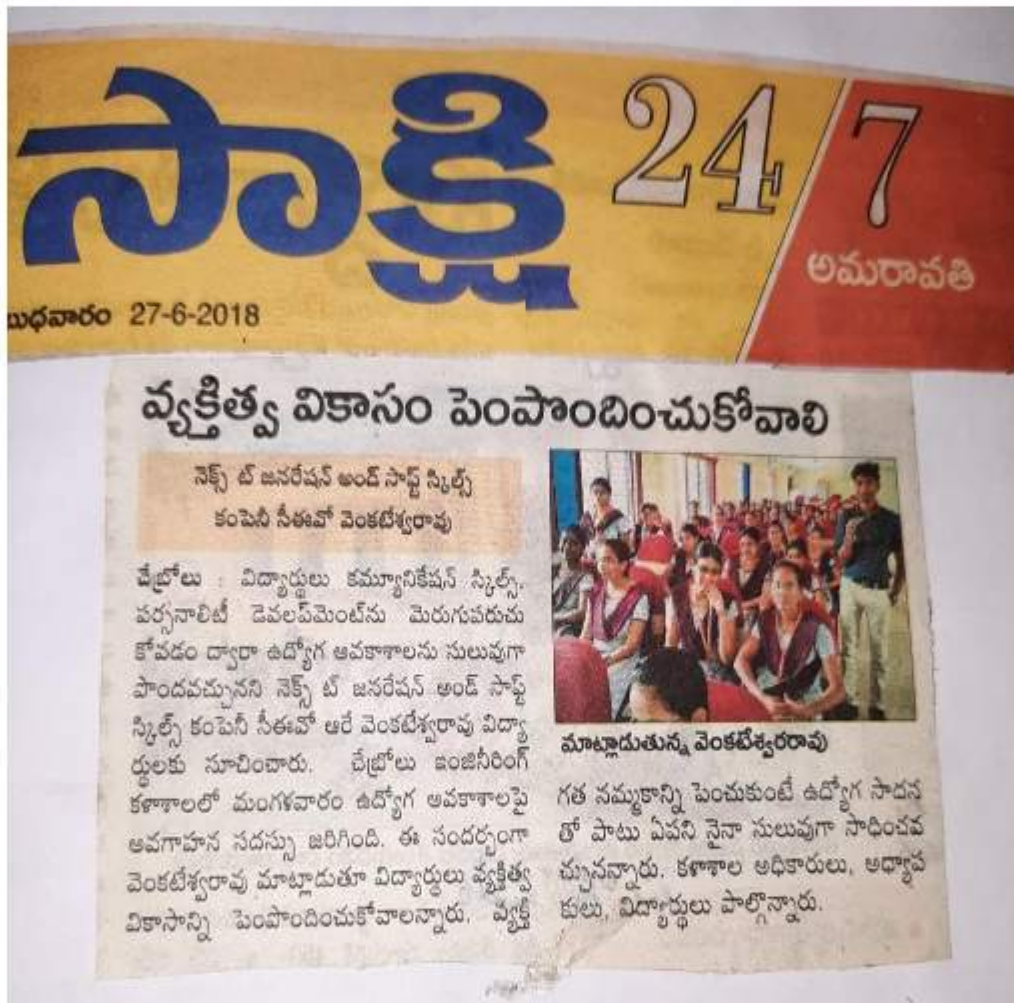 సాక్షి 24 7
అమరావతి
బుధవారం 27-6-2018
వ్యక్తిత్వ వికాసం పెంపొందించుకోవాలి
నెక్స్ ట్ జనరేషన్ అండ్ సాఫ్ట్ స్కిల్స్
కంపెనీ సీఈవో వెంకటేశ్వరావు
చేబ్రోలు : విద్యార్థులు కమ్యూనికేషన్ స్కిల్స్,
పర్సనాలిటీ డెవలప్‌మెంట్‌ను మెరుగుపరుచు
కోవడం ద్వారా ఉద్యోగ అవకాశాలను సులువుగా
పొందవచ్చునని నెక్స్ ట్ జనరేషన్ అండ్ సాఫ్ట్
స్కిల్స్ కంపెనీ సీఈవో ఆరే వెంకటేశ్వరావు విద్యా
ర్థులకు సూచించారు. చేబ్రోలు ఇంజినీరింగ్
కళాశాలలో మంగళవారం ఉద్యోగ అవకాశాలపై
అవగాహన సదస్సు జరిగింది. ఈ సందర్భంగా
వెంకటేశ్వరావు మాట్లాడుతూ విద్యార్థులు వ్యక్తిత్వ
వికాసాన్ని పెంపొందించుకోవాలన్నారు. వ్యక్తి
మాట్లాడుతున్న వెంకటేశ్వరరావు
గత నమ్మకాన్ని పెంచుకుంటే ఉద్యోగ సాదన
తో పాటు ఏపని నైనా సులువుగా సాధించవ
చ్చునన్నారు. కళాశాల అధికారులు, అధ్యాప
కులు, విద్యార్థులు పాల్గొన్నారు.